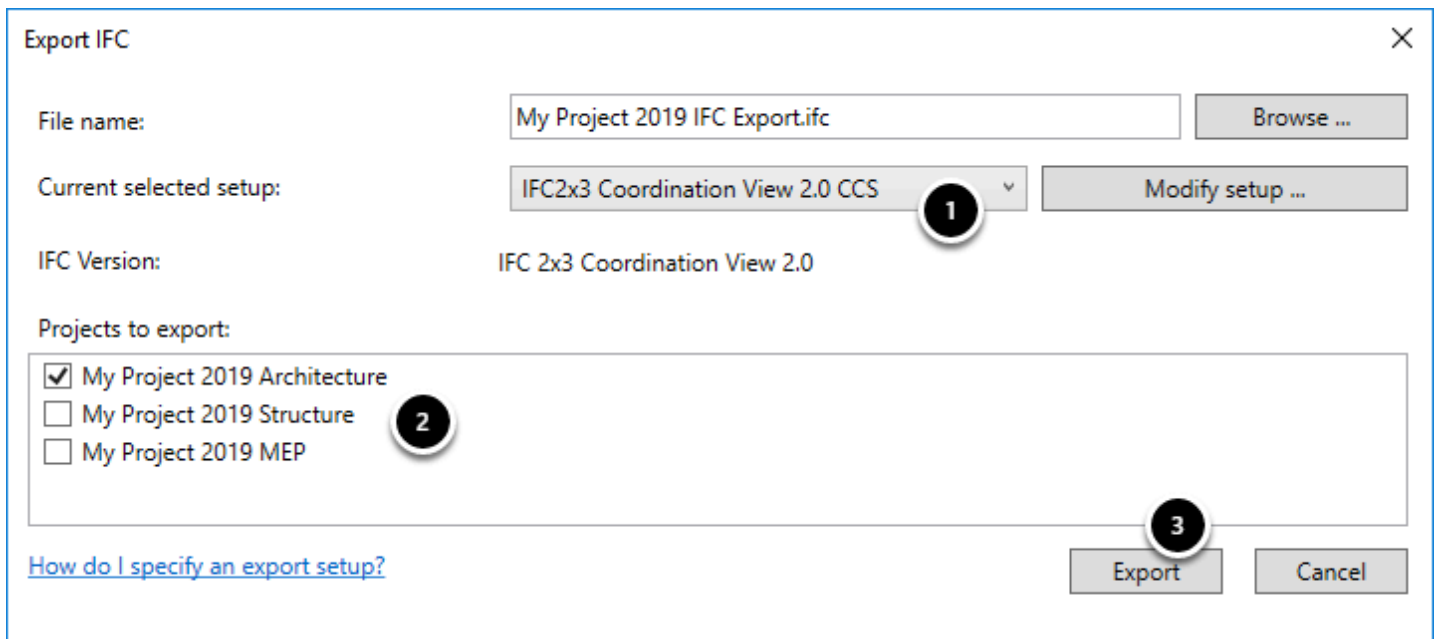 Export IFC
File name: My Project 2019 IFC Export.ifc Browse ...
Current selected setup: IFC2x3 Coordination View 2.0 CCS Modify setup ...
1
IFC Version: IFC 2x3 Coordination View 2.0
Projects to export:
My Project 2019 Architecture
My Project 2019 Structure
2
My Project 2019 MEP
3
How do I specify an export setup? Export Cancel